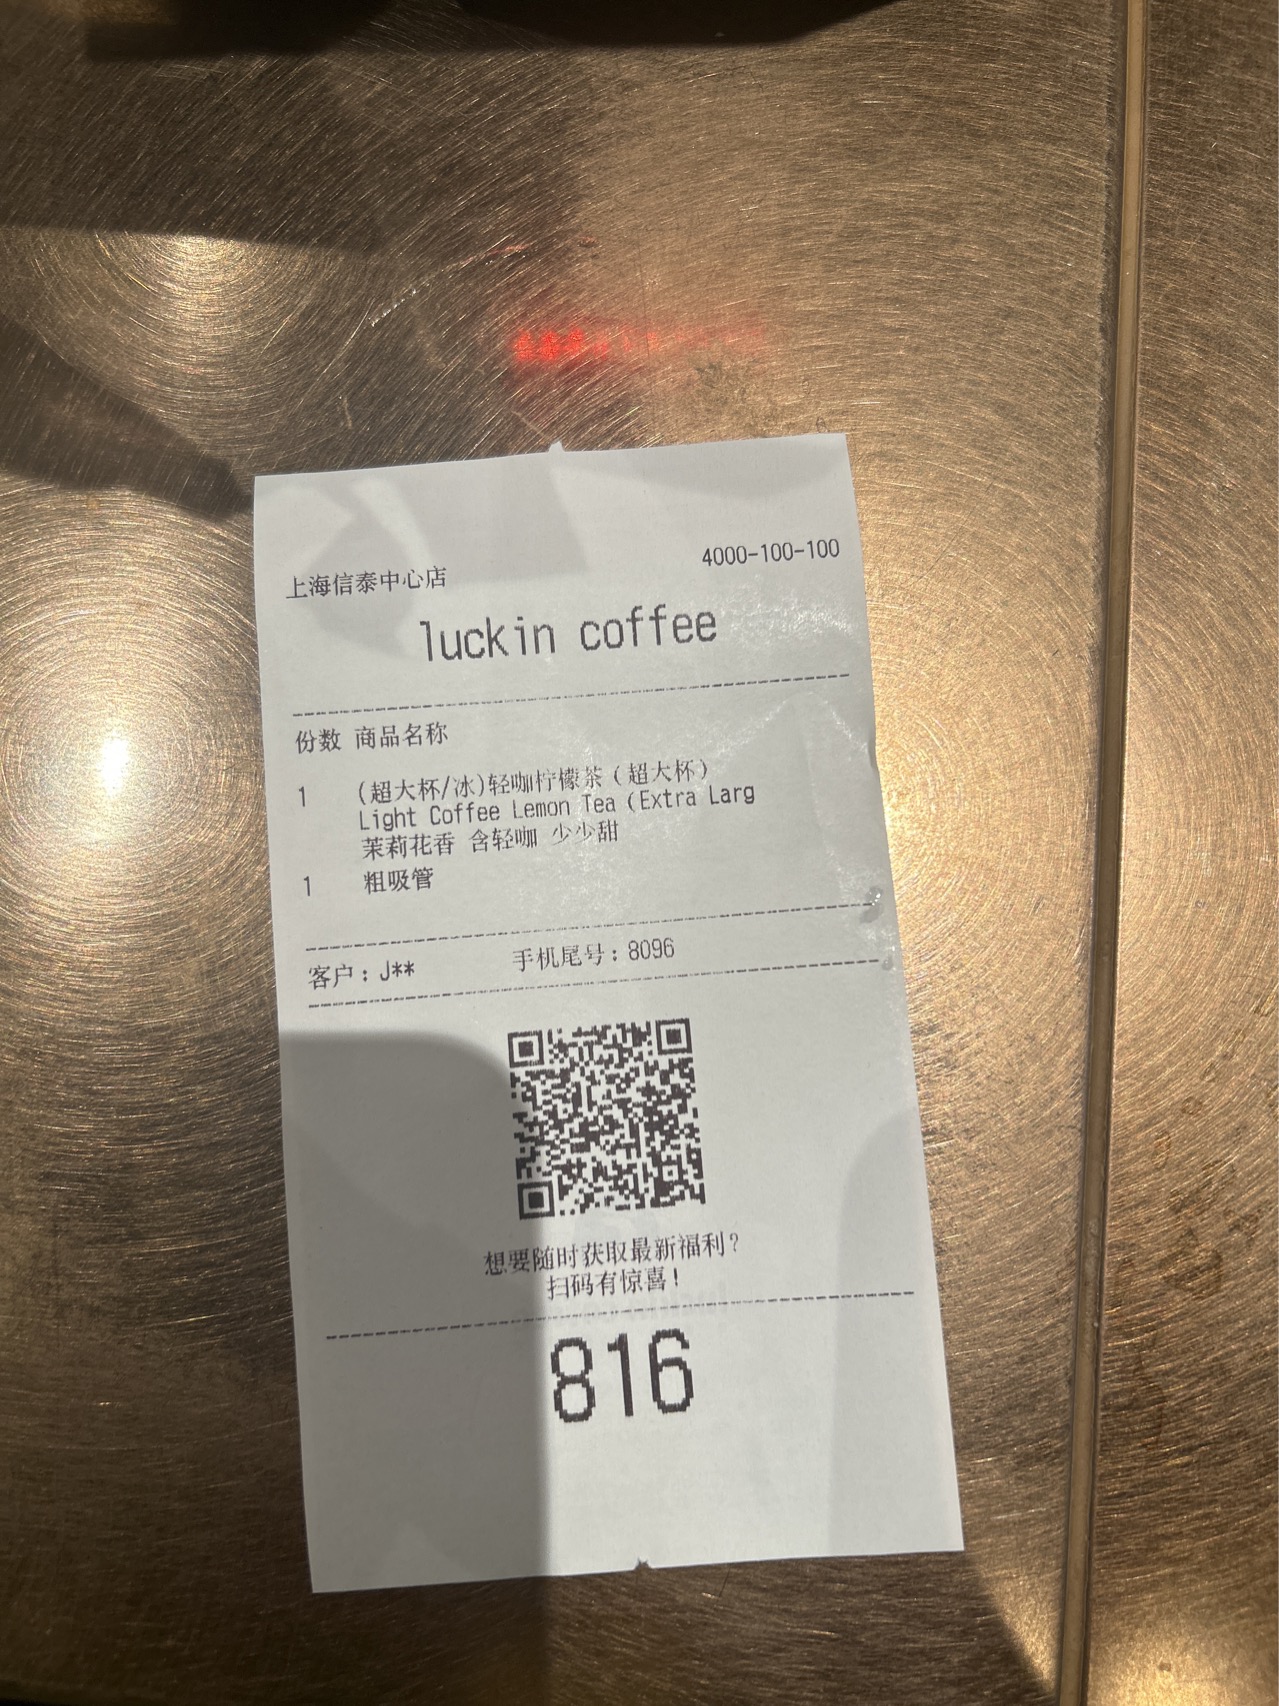 上海信泰中心店 4000-100-100
luckin coffee
份数 商品名称
1 (超大杯/冰)轻咖柠檬茶（超大杯）
Light Coffee Lemon Tea (Extra Larg
茉莉花香 含轻咖 少少甜
1 粗吸管
客户：J** 手机尾号：8096
想要随时获取最新福利？
扫码有惊喜！
816